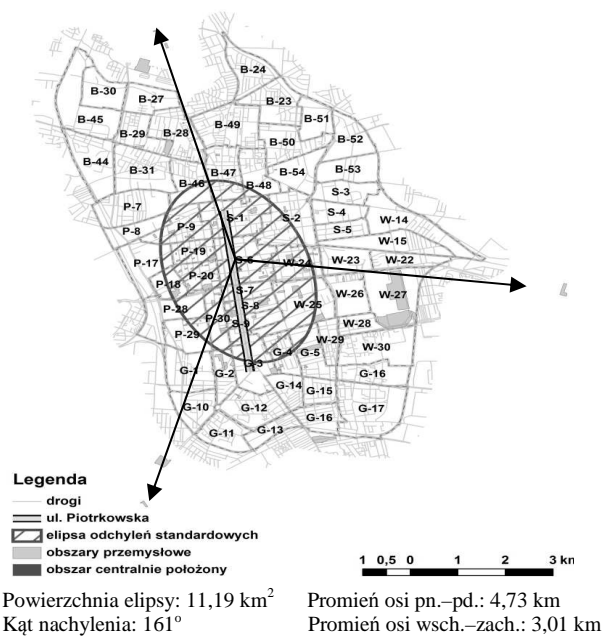 B-24
B-30
B-27
B-23
B-45
B-51
B-29
B-28
B-49
B-52
B-50
B-44
B-31
B-47
B-54
B-53
B-46
B-48
S-3
P-7
S-1
S-2
S-4
W-14
P-8
P-9
S-5
W-15
P-19
P-17
S-6
W-24
W-23
W-22
P-20
P-18
S-7
W-26
W-27
P-28
S-8
W-25
P-30
S-9
W-28
P-29
W-29
W-30
G-4
G-5
G-1
G-2
G-3
G-16
G-14
G-15
G-10
G-12
G-17
G-16
G-11
G-13
Legenda
drogi
ul. Piotrkowska
elipsa odchyleń standardowych
obszary przemysłowe
obszar centralnie położony
1 0,5 0 1 2 3 km
Powierzchnia elipsy: 11,19 km² Promień osi pn.–pd.: 4,73 km
Kąt nachylenia: 161° Promień osi wsch.–zach.: 3,01 km